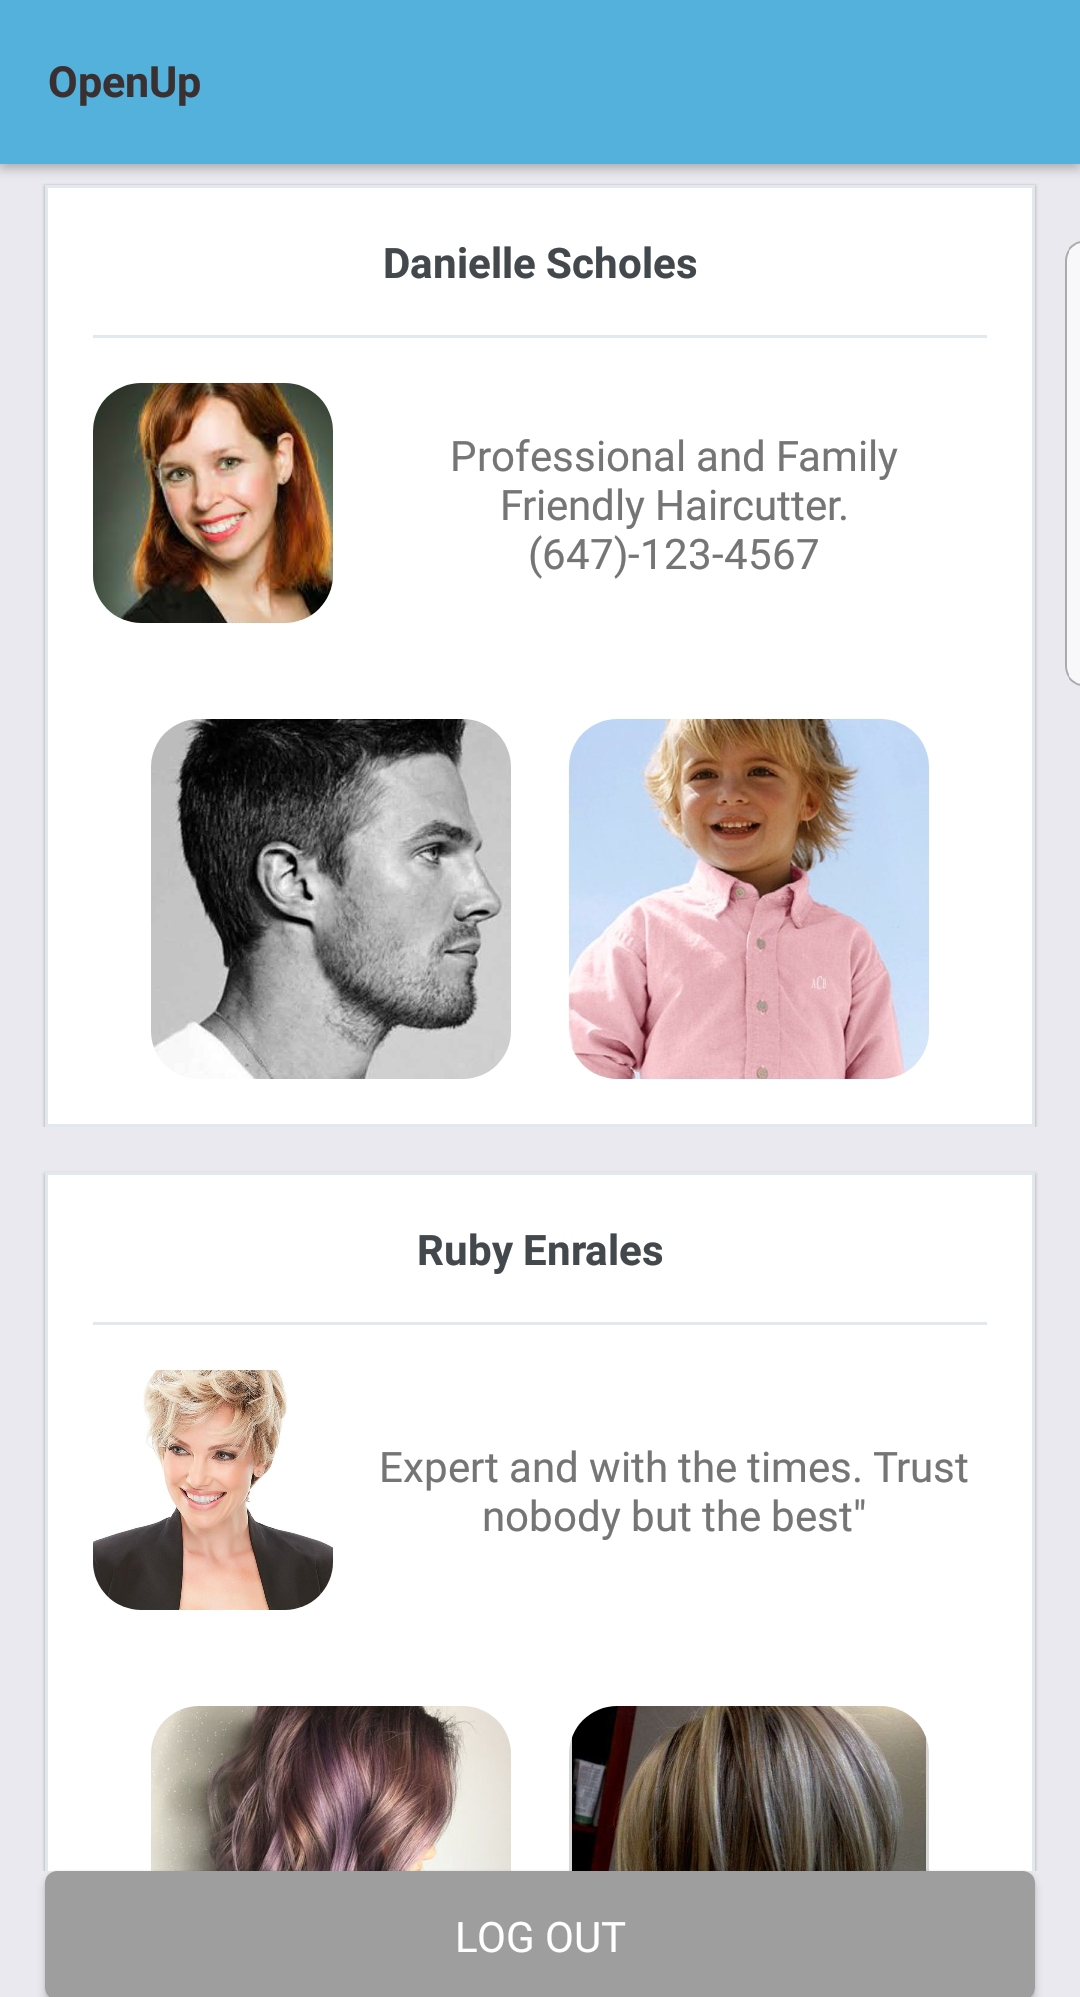 OpenUp
Danielle Scholes
Professional and Family
Friendly Haircutter.
(647)-123-4567
ACB
Ruby Enrales
Expert and with the times. Trust
nobody but the best"
LOG OUT